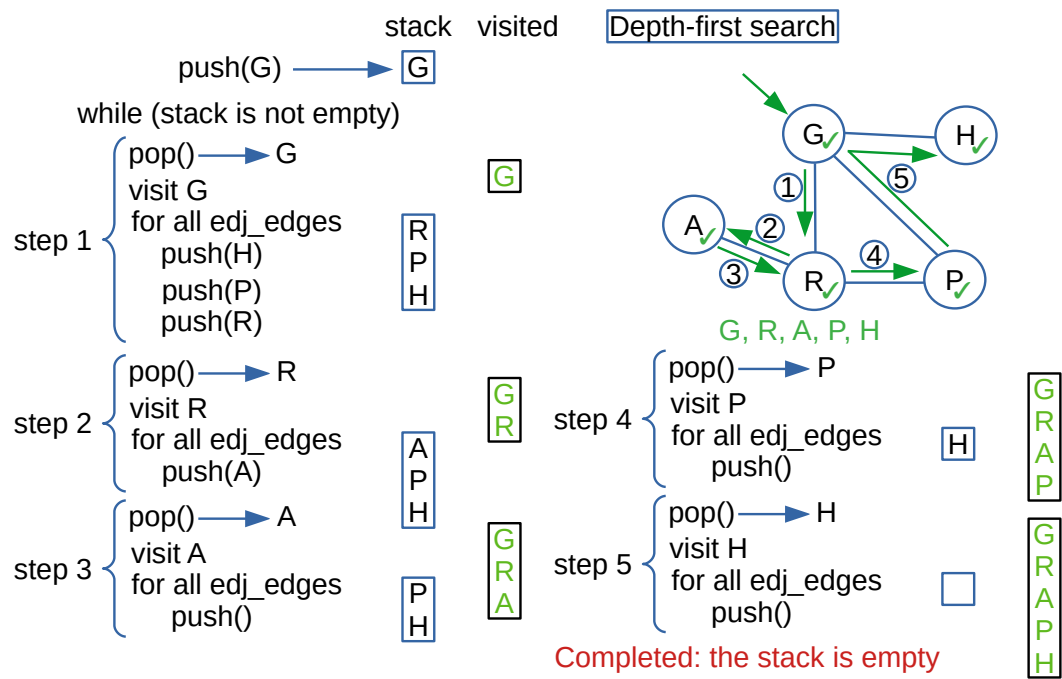 stack visited Depth-first search
push(G) G
while (stack is not empty)
step 1
pop() G
visit G
for all edj_edges
push(H)
push(P)
push(R)
R
P
H
G
step 2
pop() R
visit R
for all edj_edges
push(A)
A
P
H
G
R
step 3
pop() A
visit A
for all edj_edges
push()
P
H
G
R
A
G✓
H✓
A✓
R✓
P✓
1
2
3
4
5
G, R, A, P, H
step 4
pop() P
visit P
for all edj_edges
push()
H
G
R
A
P
step 5
pop() H
visit H
for all edj_edges
push()
G
R
A
P
H
Completed: the stack is empty